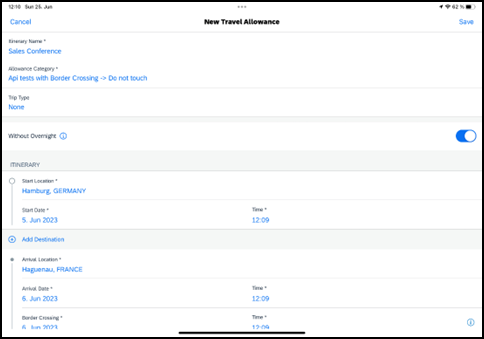 12:10 Sun 25. Jun
62 %
Cancel
New Travel Allowance
Save
Itinerary Name *
Sales Conference
Allowance Category *
Api tests with Border Crossing -> Do not touch
Trip Type
None
Without Overnight
ITINERARY
Start Location *
Hamburg, GERMANY
Start Date *
Time *
5. Jun 2023
12:09
Add Destination
Arrival Location *
Haguenau, FRANCE
Arrival Date *
Time *
6. Jun 2023
12:09
Border Crossing *
Time *
6. Jun 2023
12:09